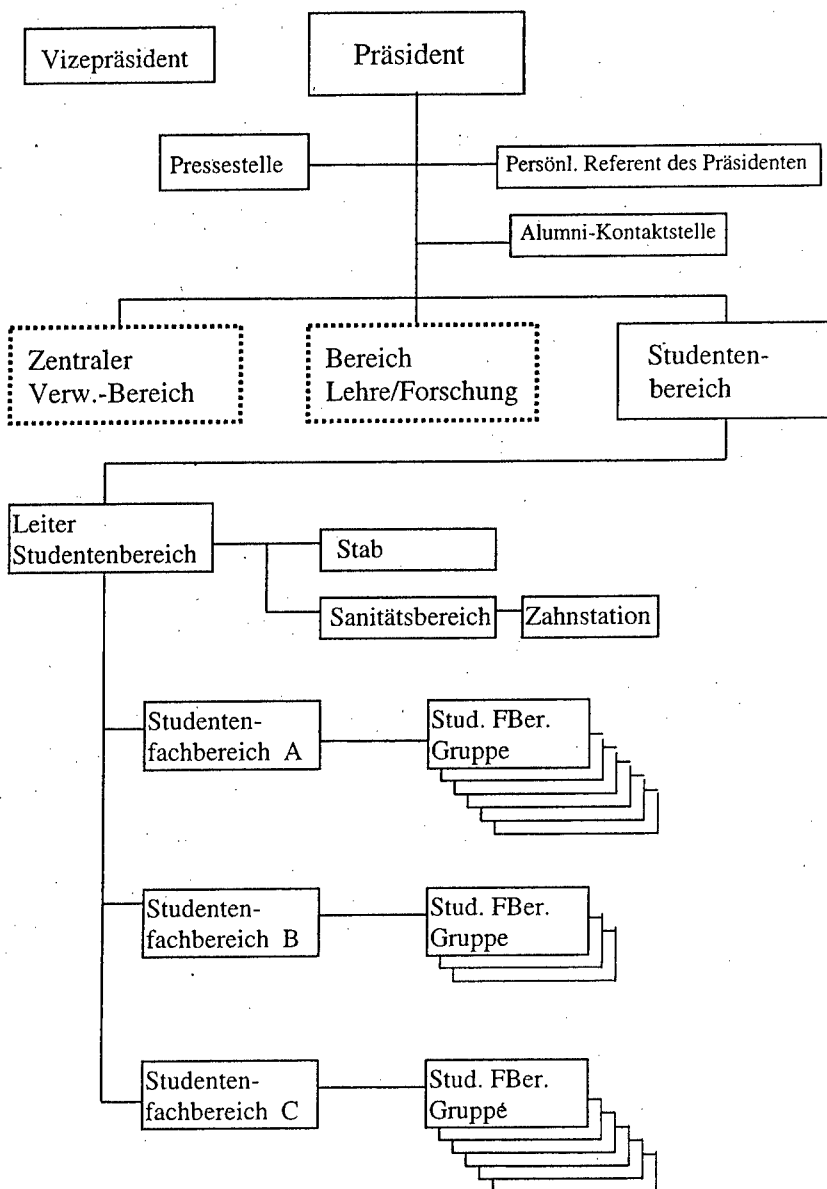 Vizepräsident
Präsident
Pressestelle
Persönl. Referent des Präsidenten
Alumni-Kontaktstelle
Zentraler
Verw.-Bereich
Bereich
Lehre/Forschung
Studenten-
bereich
Leiter
Studentenbereich
Stab
Sanitätsbereich
Zahnstation
Studenten-
fachbereich A
Stud. FBer.
Gruppe
Studenten-
fachbereich B
Stud. FBer.
Gruppe
Studenten-
fachbereich C
Stud. FBer.
Gruppe